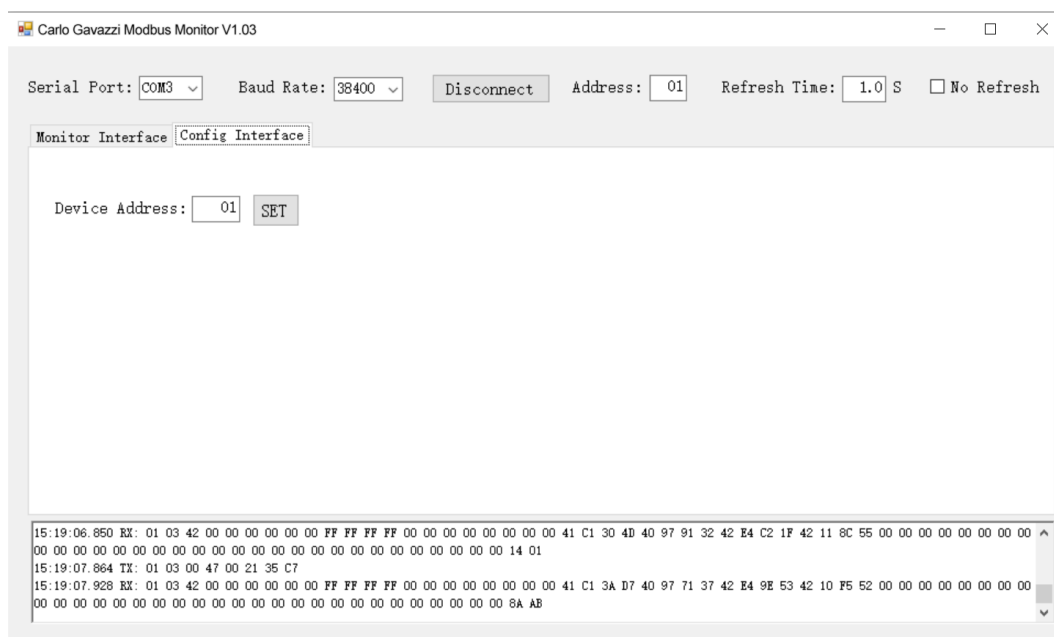 Carlo Gavazzi Modbus Monitor V1.03
Serial Port: COM3 Baud Rate: 38400 Disconnect Address: 01 Refresh Time: 1.0 S No Refresh
Monitor Interface Config Interface
Device Address: 01 SET
15:19:06.850 RX: 01 03 42 00 00 00 00 00 00 FF FF FF FF 00 00 00 00 00 00 00 00 41 C1 30 4D 40 97 91 32 42 E4 C2 1F 42 11 8C 55 00 00 00 00 00 00 00 00
00 00 00 00 00 00 00 00 00 00 00 00 00 00 00 00 00 00 00 00 00 00 00 00 14 01
15:19:07.864 TX: 01 03 00 47 00 21 35 C7
15:19:07.928 RX: 01 03 42 00 00 00 00 00 00 FF FF FF FF 00 00 00 00 00 00 00 00 41 C1 3A D7 40 97 71 37 42 E4 9E 53 42 10 F5 52 00 00 00 00 00 00 00 00
00 00 00 00 00 00 00 00 00 00 00 00 00 00 00 00 00 00 00 00 00 00 00 00 8A AB